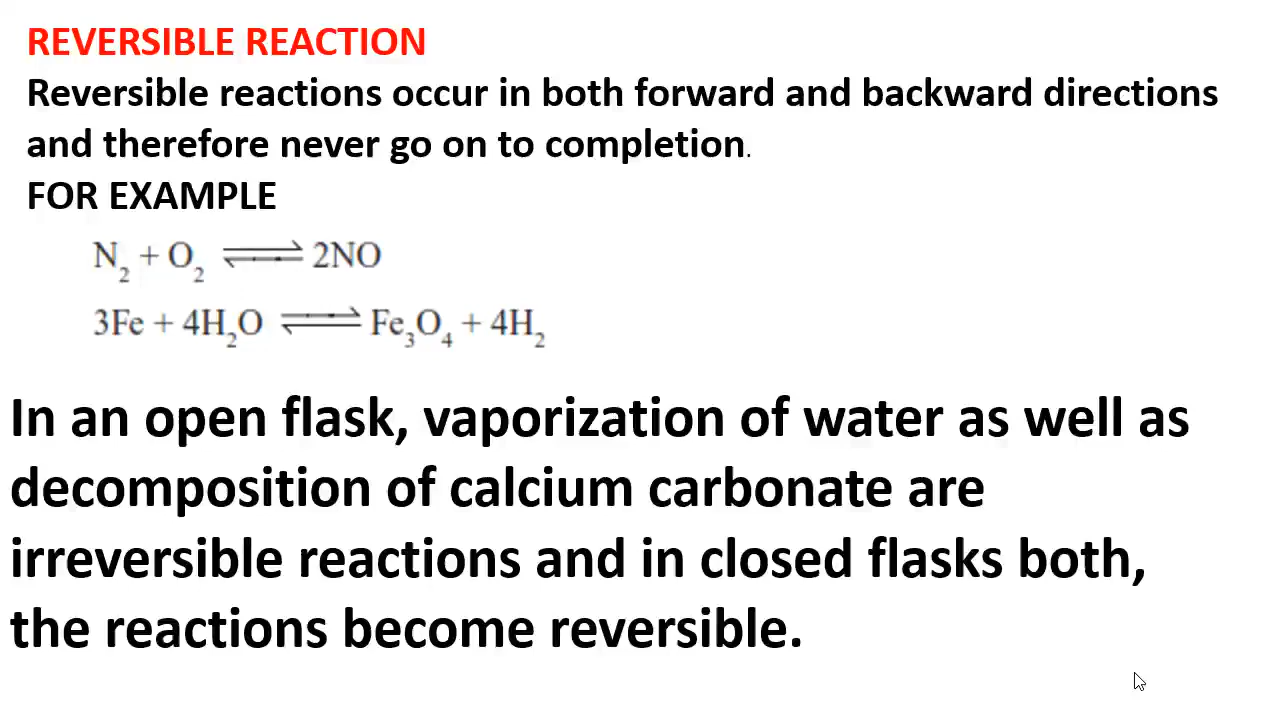 REVERSIBLE REACTION
Reversible reactions occur in both forward and backward directions
and therefore never go on to completion.
FOR EXAMPLE
N₂ + O₂ ⇌ 2NO
3Fe + 4H₂O ⇌ Fe₃O₄ + 4H₂
In an open flask, vaporization of water as well as
decomposition of calcium carbonate are
irreversible reactions and in closed flasks both,
the reactions become reversible.